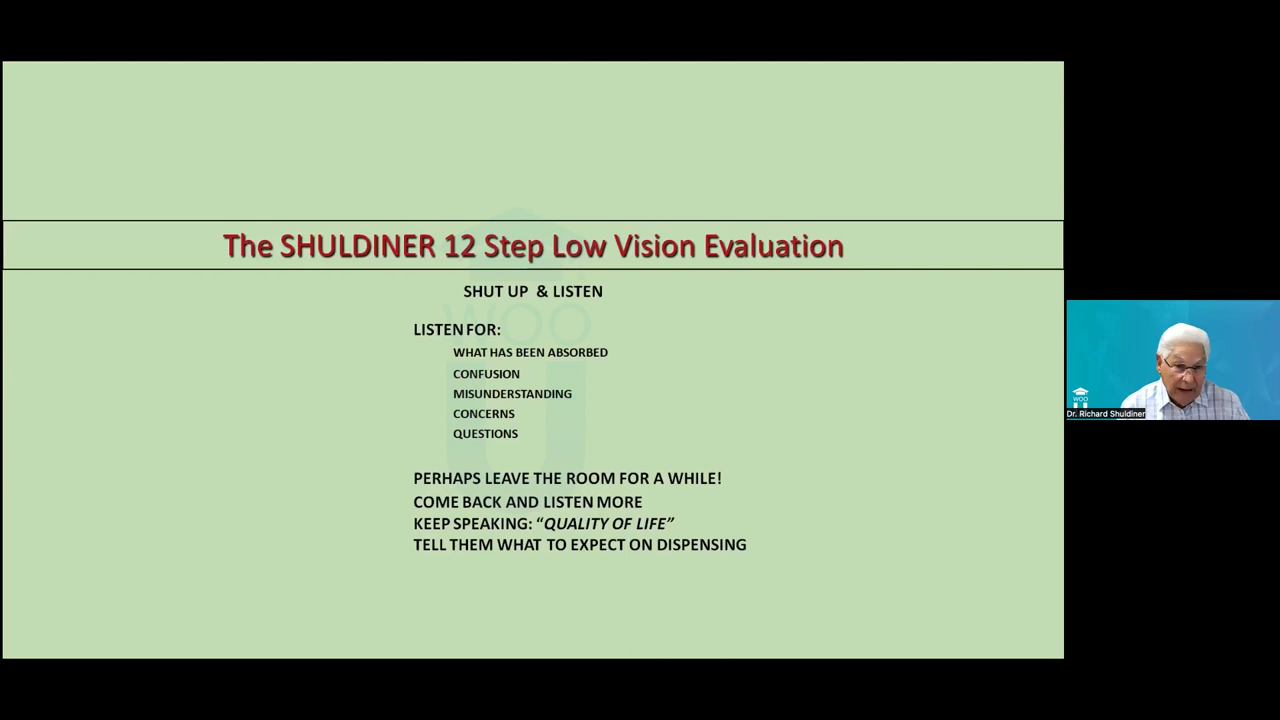 The SHULDINER 12 Step Low Vision Evaluation
SHUT UP & LISTEN
LISTEN FOR:
WHAT HAS BEEN ABSORBED
CONFUSION
MISUNDERSTANDING
CONCERNS
QUESTIONS
PERHAPS LEAVE THE ROOM FOR A WHILE!
COME BACK AND LISTEN MORE
KEEP SPEAKING: “QUALITY OF LIFE”
TELL THEM WHAT TO EXPECT ON DISPENSING
WOO
WOO
Dr. Richard Shuldiner